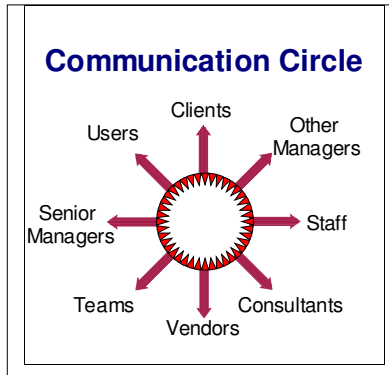 Communication Circle
Clients
Users
Other
Managers
Senior
Managers
Staff
Teams
Consultants
Vendors